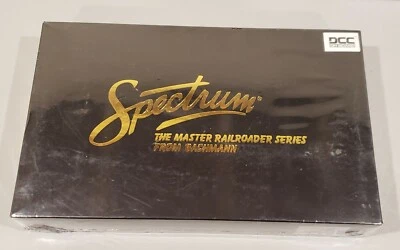 DCC
Spectrum
THE MASTER RAILROADER SERIES
FROM BACHMANN